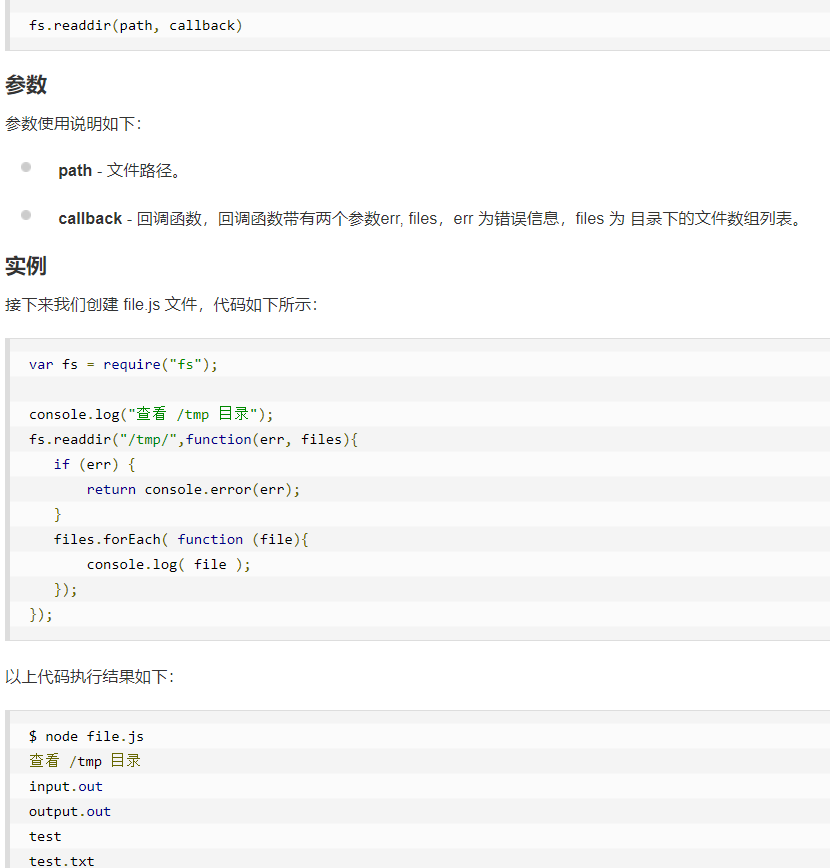 fs.readdir(path, callback)
参数
参数使用说明如下：
path - 文件路径。
callback - 回调函数，回调函数带有两个参数err, files，err 为错误信息，files 为 目录下的文件数组列表。
实例
接下来我们创建 file.js 文件，代码如下所示：
var fs = require("fs");
console.log("查看 /tmp 目录");
fs.readdir("/tmp/",function(err, files){
   if (err) {
       return console.error(err);
   }
   files.forEach( function (file){
       console.log( file );
   });
});
以上代码执行结果如下：
$ node file.js
查看 /tmp 目录
input.out
output.out
test
test.txt